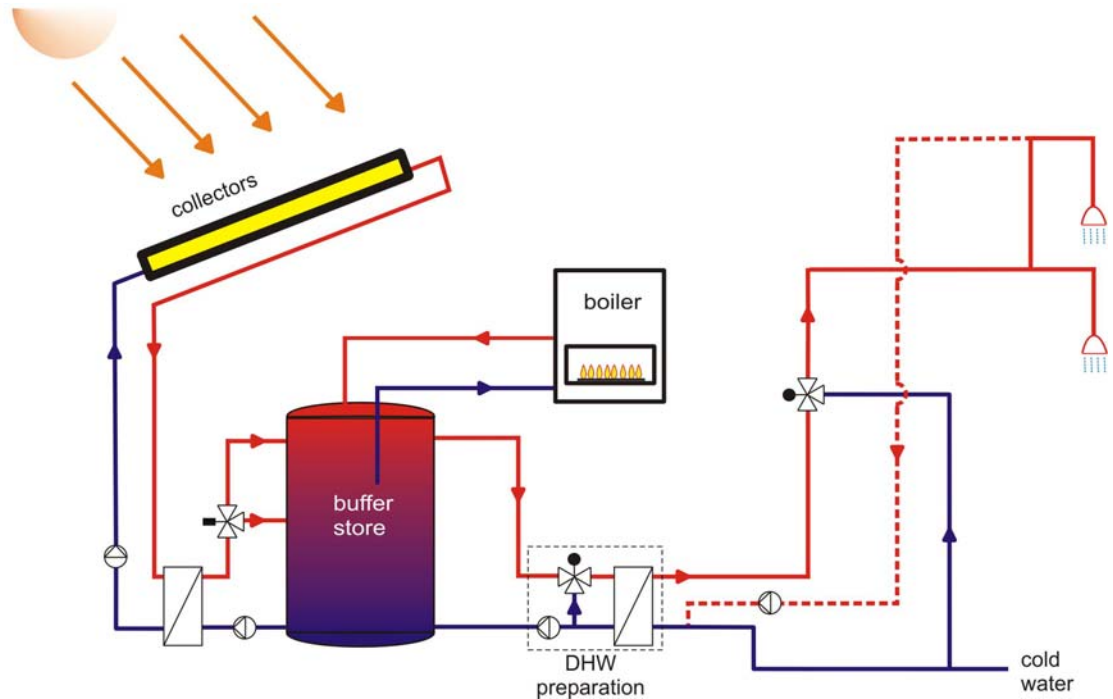 collectors
boiler
buffer
store
DHW
preparation
cold
water